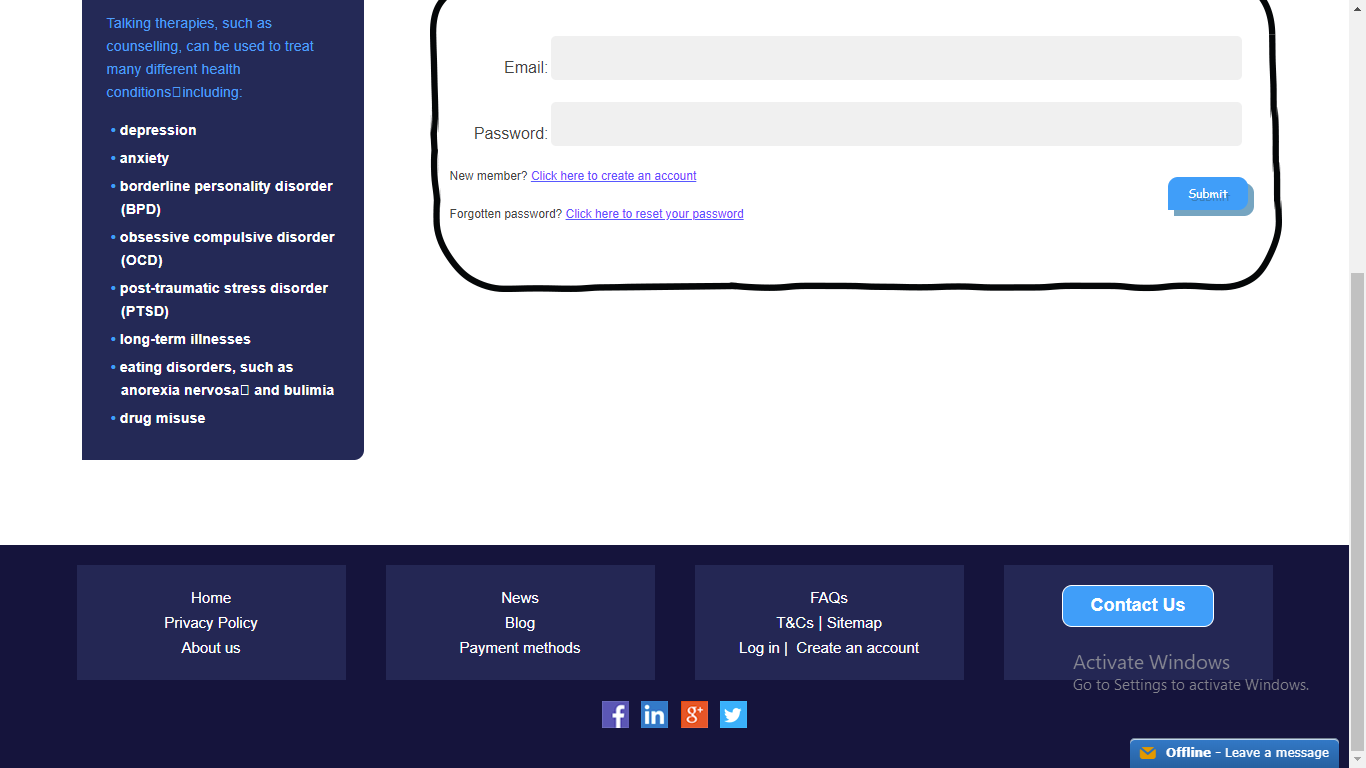 Talking therapies, such as
counselling, can be used to treat
many different health
conditions▯including:
• depression
• anxiety
• borderline personality disorder
(BPD)
• obsessive compulsive disorder
(OCD)
• post-traumatic stress disorder
(PTSD)
• long-term illnesses
• eating disorders, such as
anorexia nervosa▯ and bulimia
• drug misuse
Email:
Password:
New member? Click here to create an account
Submit
Forgotten password? Click here to reset your password
Home
Privacy Policy
About us
News
Blog
Payment methods
FAQs
T&Cs | Sitemap
Log in | Create an account
Contact Us
Activate Windows
Go to Settings to activate Windows.
f in g+
Offline - Leave a message